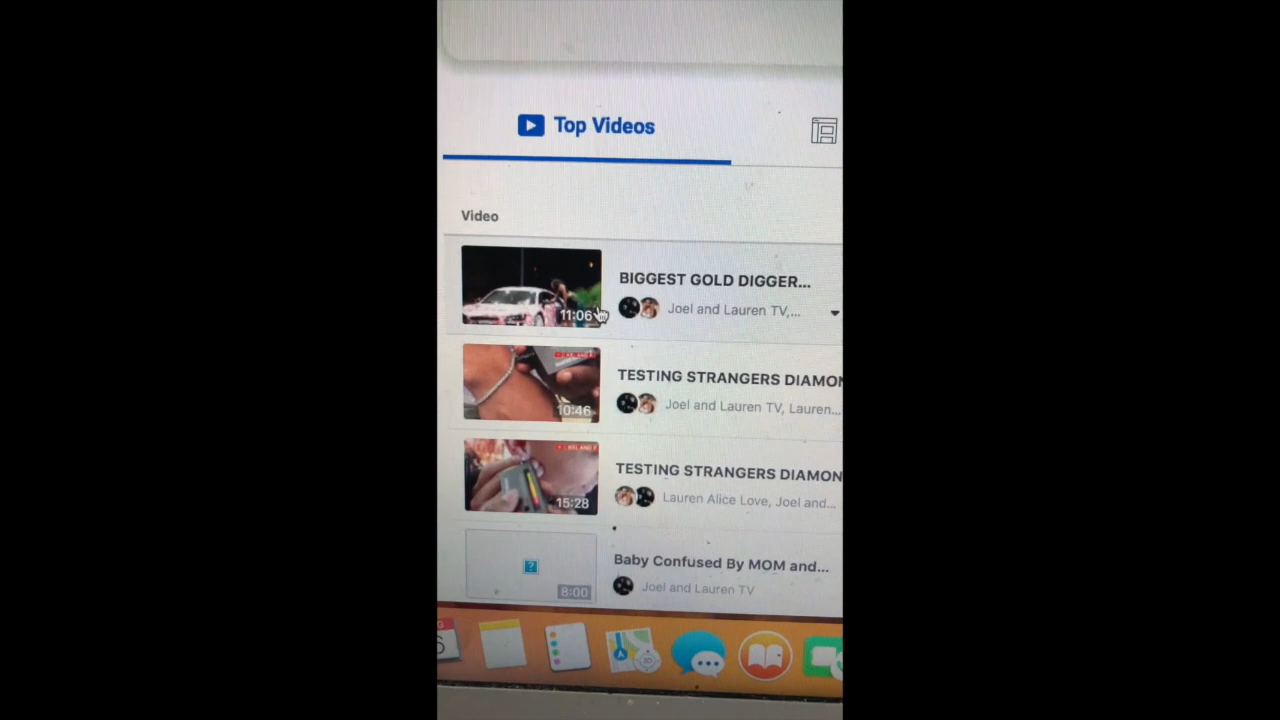 Top Videos
Video
BIGGEST GOLD DIGGER...
11:06
Joel and Lauren TV,...
TESTING STRANGERS DIAMON
10:46
Joel and Lauren TV, Lauren...
TESTING STRANGERS DIAMON
15:28
Lauren Alice Love, Joel and...
Baby Confused By MOM and...
8:00
Joel and Lauren TV
3D